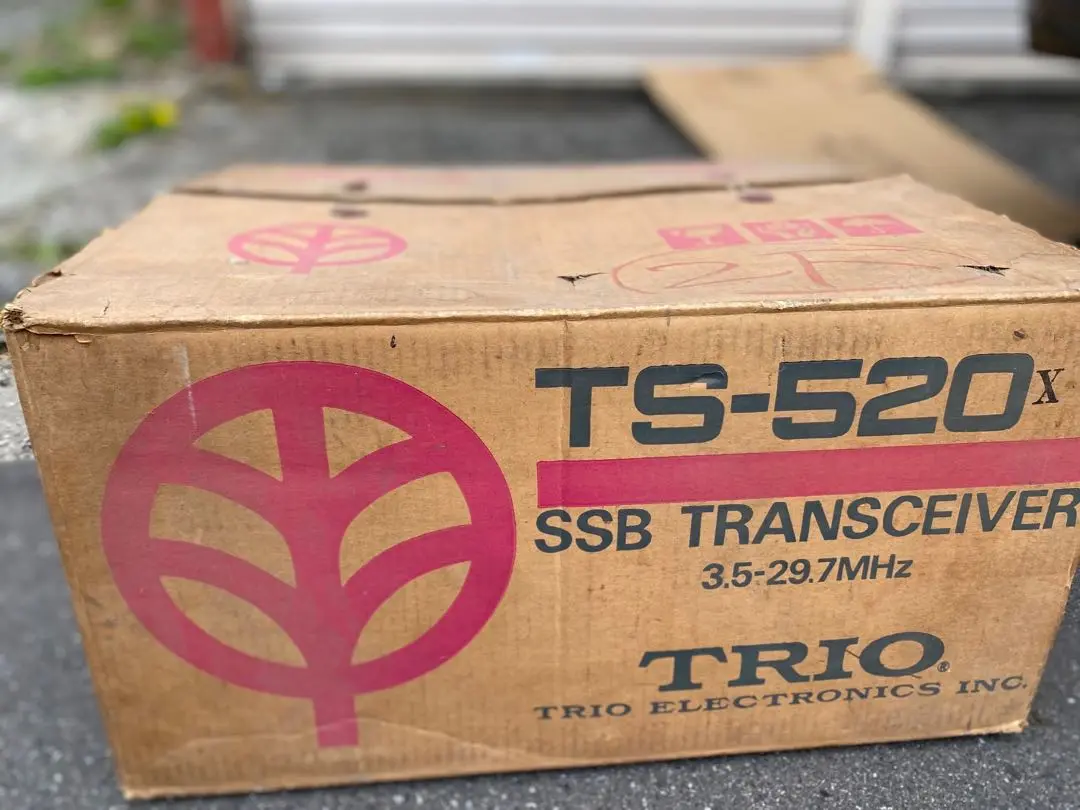 TS-520X
SSB TRANSCEIVER
3.5-29.7MHz
TRIO®
TRIO ELECTRONICS INC.